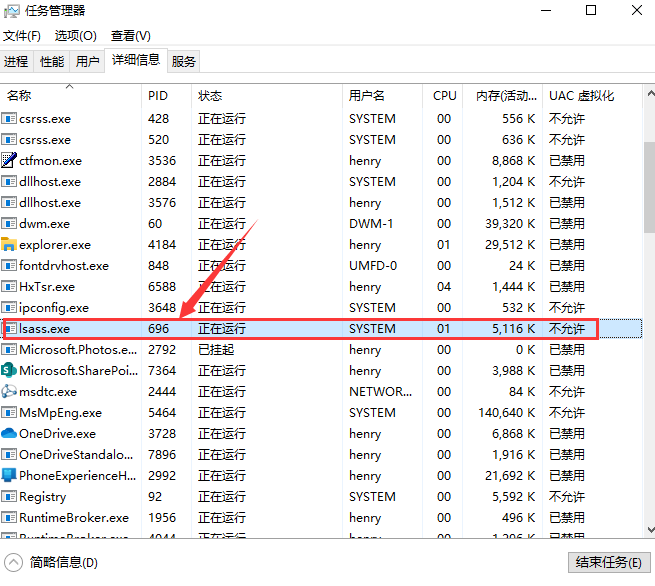 任务管理器
文件(F) 选项(O) 查看(V)
进程 性能 用户 详细信息 服务
名称 PID 状态 用户名 CPU 内存(活动... UAC 虚拟化
csrss.exe 428 正在运行 SYSTEM 00 556 K 不允许
csrss.exe 520 正在运行 SYSTEM 00 636 K 不允许
ctfmon.exe 3536 正在运行 henry 00 8,868 K 已禁用
dllhost.exe 2884 正在运行 SYSTEM 00 1,204 K 不允许
dllhost.exe 3576 正在运行 henry 00 1,512 K 已禁用
dwm.exe 60 正在运行 DWM-1 00 39,320 K 已禁用
explorer.exe 4184 正在运行 henry 01 29,512 K 已禁用
fontdrvhost.exe 848 正在运行 UMFD-0 00 24 K 已禁用
HxTsr.exe 6588 正在运行 henry 04 1,444 K 已禁用
ipconfig.exe 3648 正在运行 SYSTEM 00 532 K 不允许
lsass.exe 696 正在运行 SYSTEM 01 5,116 K 不允许
Microsoft.Photos.e... 2792 已挂起 henry 00 0 K 已禁用
Microsoft.SharePoi... 7364 正在运行 henry 00 3,988 K 已禁用
msdtc.exe 2444 正在运行 NETWOR... 00 84 K 不允许
MsMpEng.exe 5464 正在运行 SYSTEM 00 140,640 K 不允许
OneDrive.exe 3728 正在运行 henry 00 6,868 K 已禁用
OneDriveStandalo... 7896 正在运行 henry 00 1,916 K 已禁用
PhoneExperienceH... 2992 正在运行 henry 00 21,692 K 已禁用
Registry 92 正在运行 SYSTEM 00 5,592 K 不允许
RuntimeBroker.exe 1956 正在运行 henry 00 496 K 已禁用
简略信息(D) 结束任务(E)